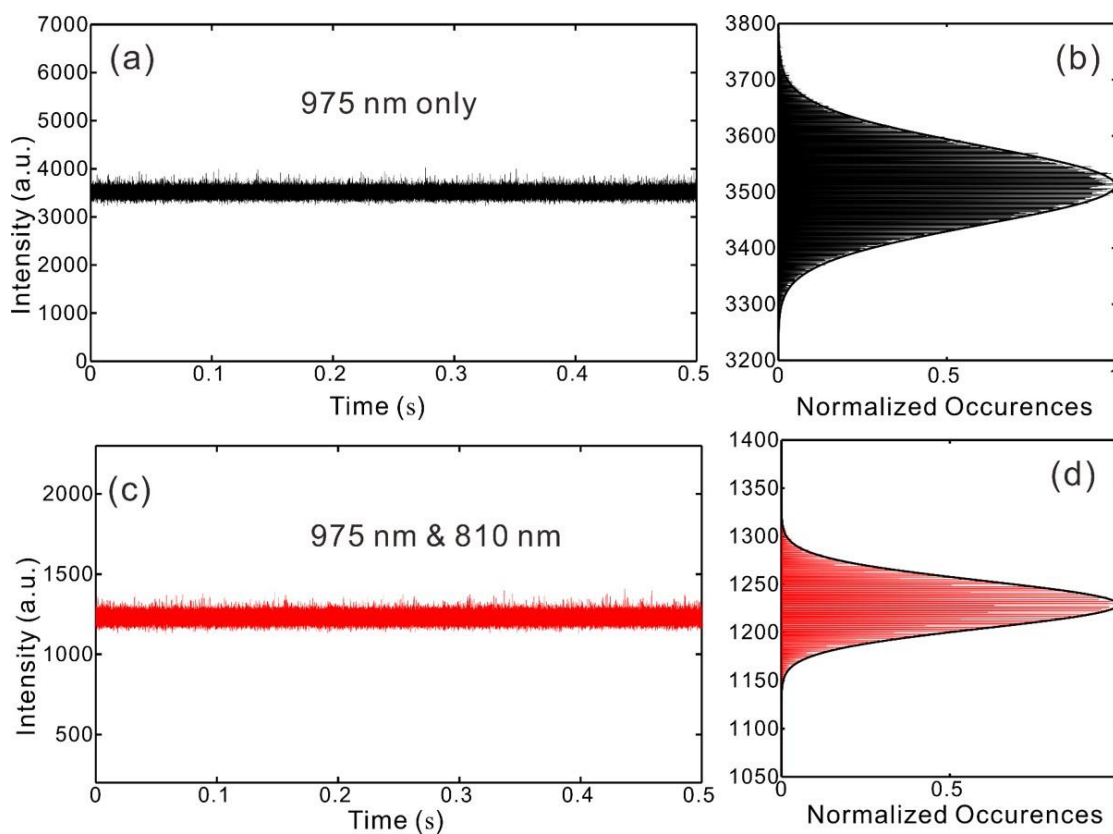 (a)
975 nm only
Intensity (a.u.)
7000
6000
5000
4000
3000
2000
1000
0
0 0.1 0.2 0.3 0.4 0.5
Time (s)
(b)
3800
3700
3600
3500
3400
3300
3200
0 0.5 1
Normalized Occurences
(c)
975 nm & 810 nm
Intensity (a.u.)
2000
1500
1000
500
0 0.1 0.2 0.3 0.4 0.5
Time (s)
(d)
1400
1350
1300
1250
1200
1150
1100
1050
0 0.5
Normalized Occurences